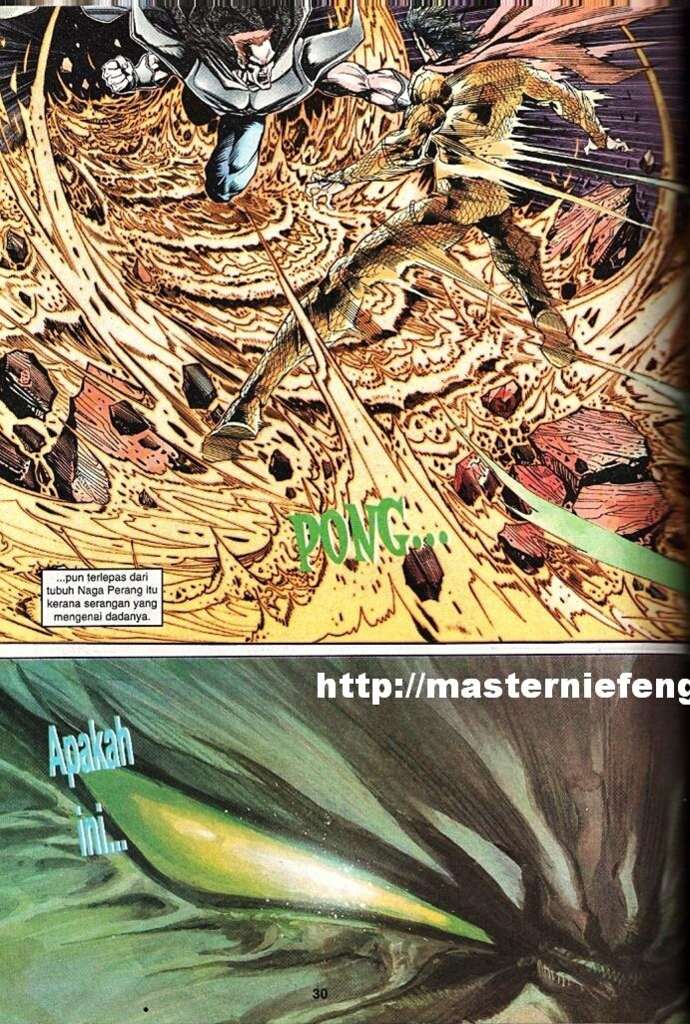 PONG...
...pun terlepas dari
tubuh Naga Perang itu
kerana serangan yang
mengenai dadanya.
http://masterniefeng
Apakah
ini...
30